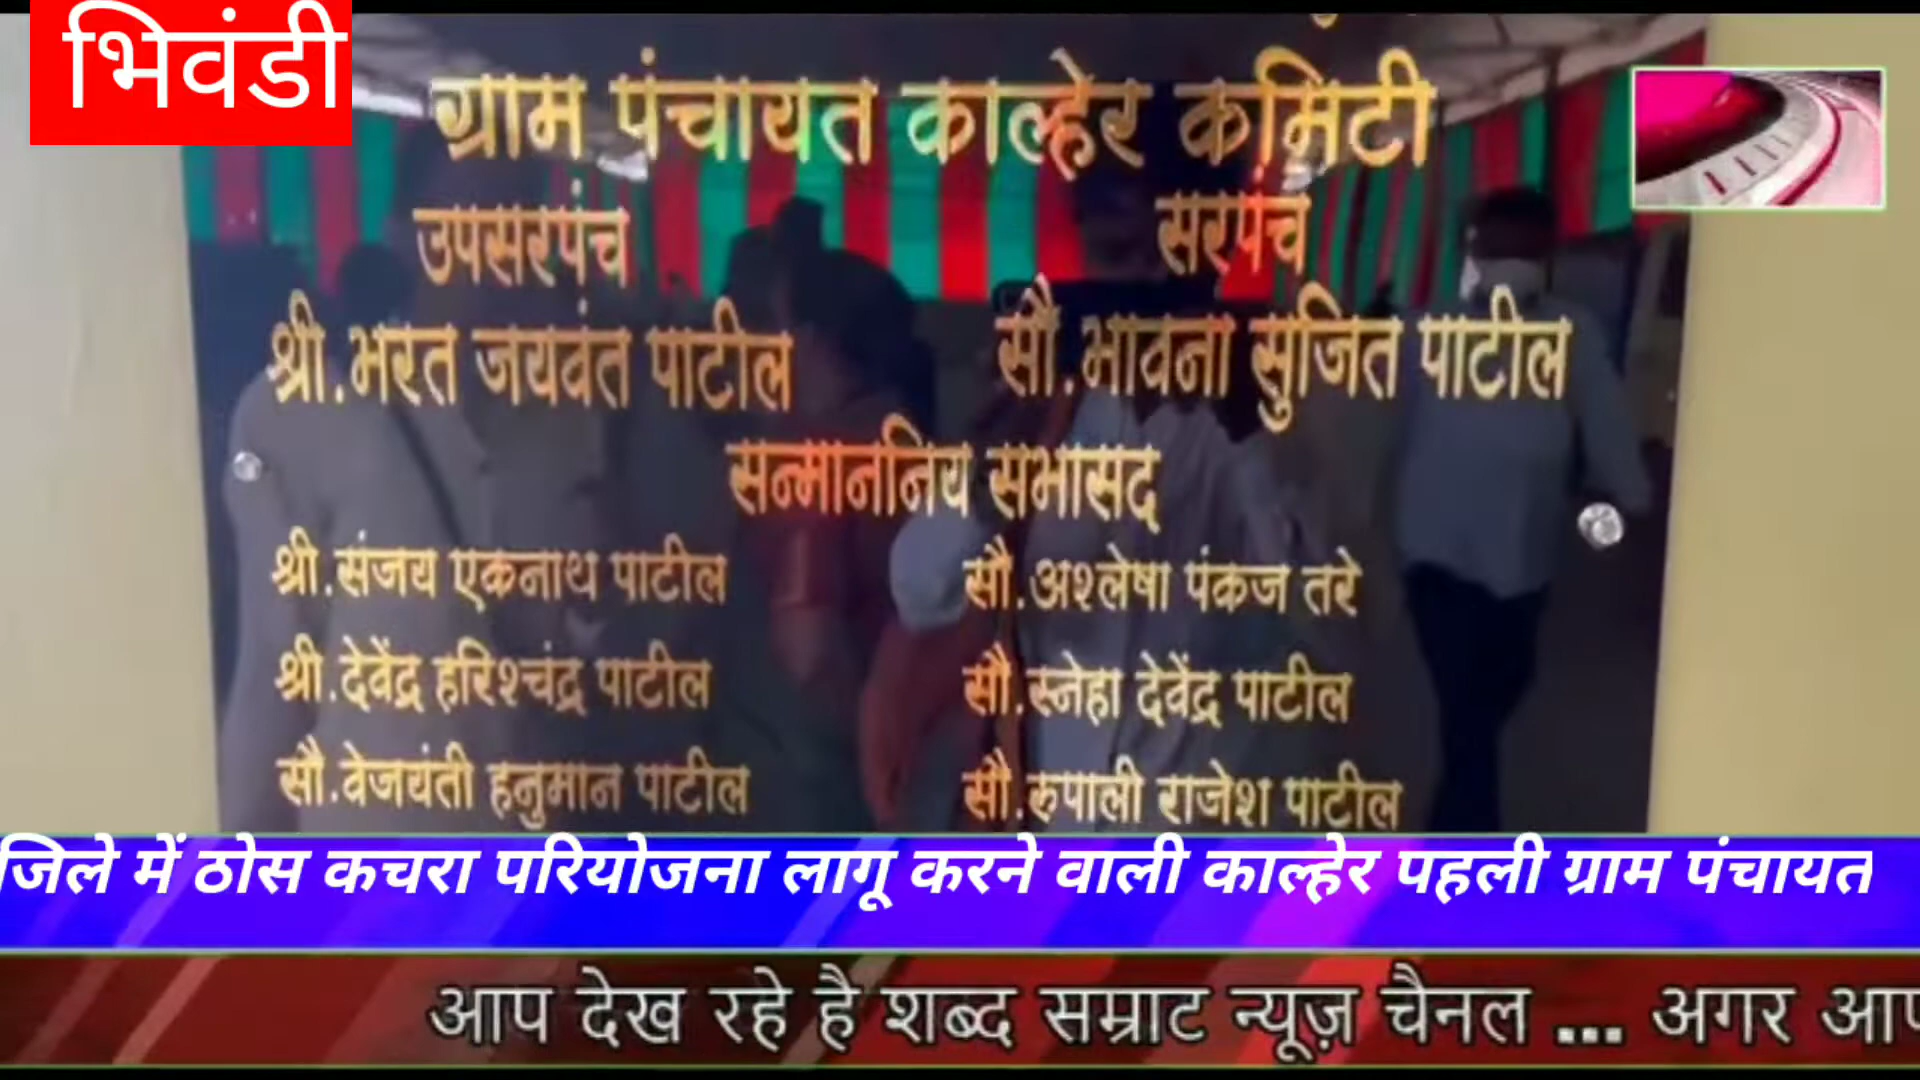 भिवंडी
ग्राम पंचायत काल्हेर कमिटी
उपसरपंच
सरपंच
श्री.भरत जयवंत पाटील
सौ.भावना सुजित पाटील
सन्माननिय सभासद
श्री.संजय एकनाथ पाटील
सौ.अश्लेषा पंकज तरे
श्री.देवेंद्र हरिश्चंद्र पाटील
सौ.स्नेहा देवेंद्र पाटील
सौ.वेजयंती हनुमान पाटील
सौ.रुपाली राजेश पाटील
जिले में ठोस कचरा परियोजना लागू करने वाली काल्हेर पहली ग्राम पंचायत
आप देख रहे है शब्द सम्राट न्यूज़ चैनल ... अगर आप